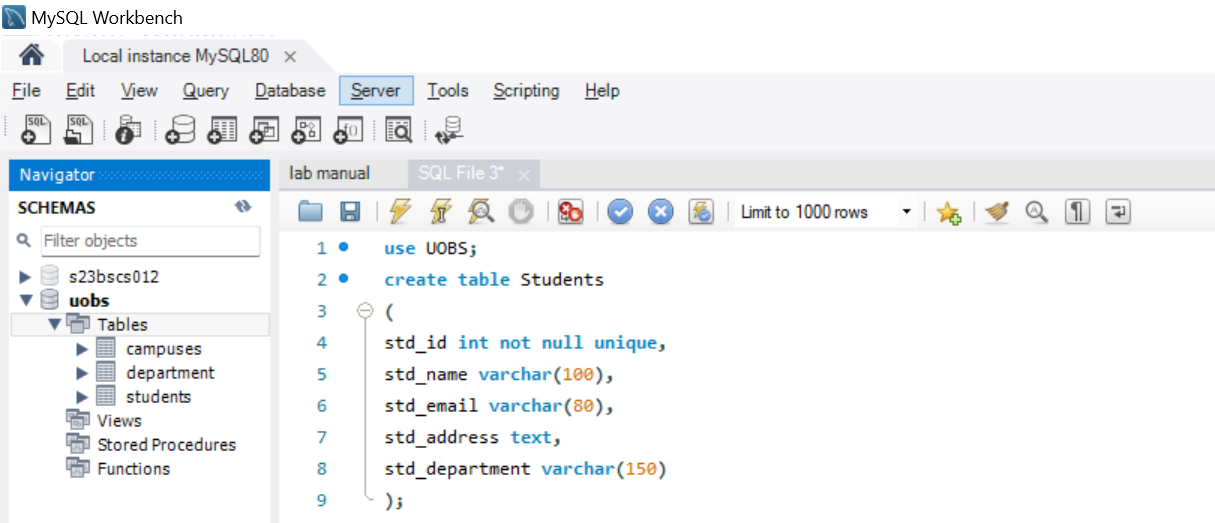 MySQL Workbench
Local instance MySQL80
File Edit View Query Database Server Tools Scripting Help
SQL SQL
Navigator
lab manual SQL File 3*
SCHEMAS
Limit to 1000 rows
Filter objects
s23bscs012
uobs
Tables
campuses
department
students
Views
Stored Procedures
Functions
1 use UOBS;
2 create table Students
3 (
4 std_id int not null unique,
5 std_name varchar(100),
6 std_email varchar(80),
7 std_address text,
8 std_department varchar(150)
9 );